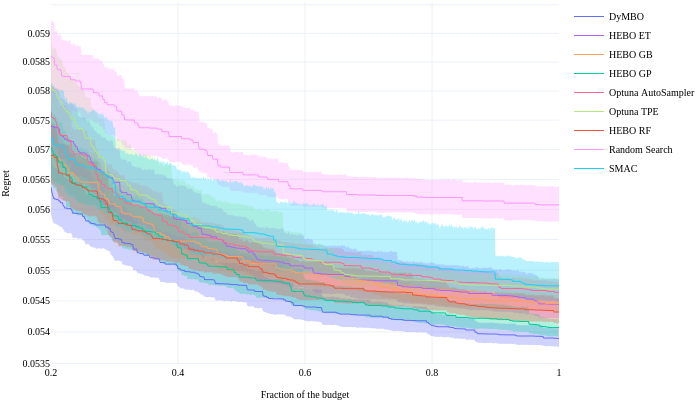 0.059
0.0585
0.058
0.0575
0.057
0.0565
0.056
0.0555
0.055
0.0545
0.054
0.0535
Regret
0.2
0.4
0.6
0.8
1
Fraction of the budget
DyMBO
HEBO ET
HEBO GB
HEBO GP
Optuna AutoSampler
Optuna TPE
HEBO RF
Random Search
SMAC